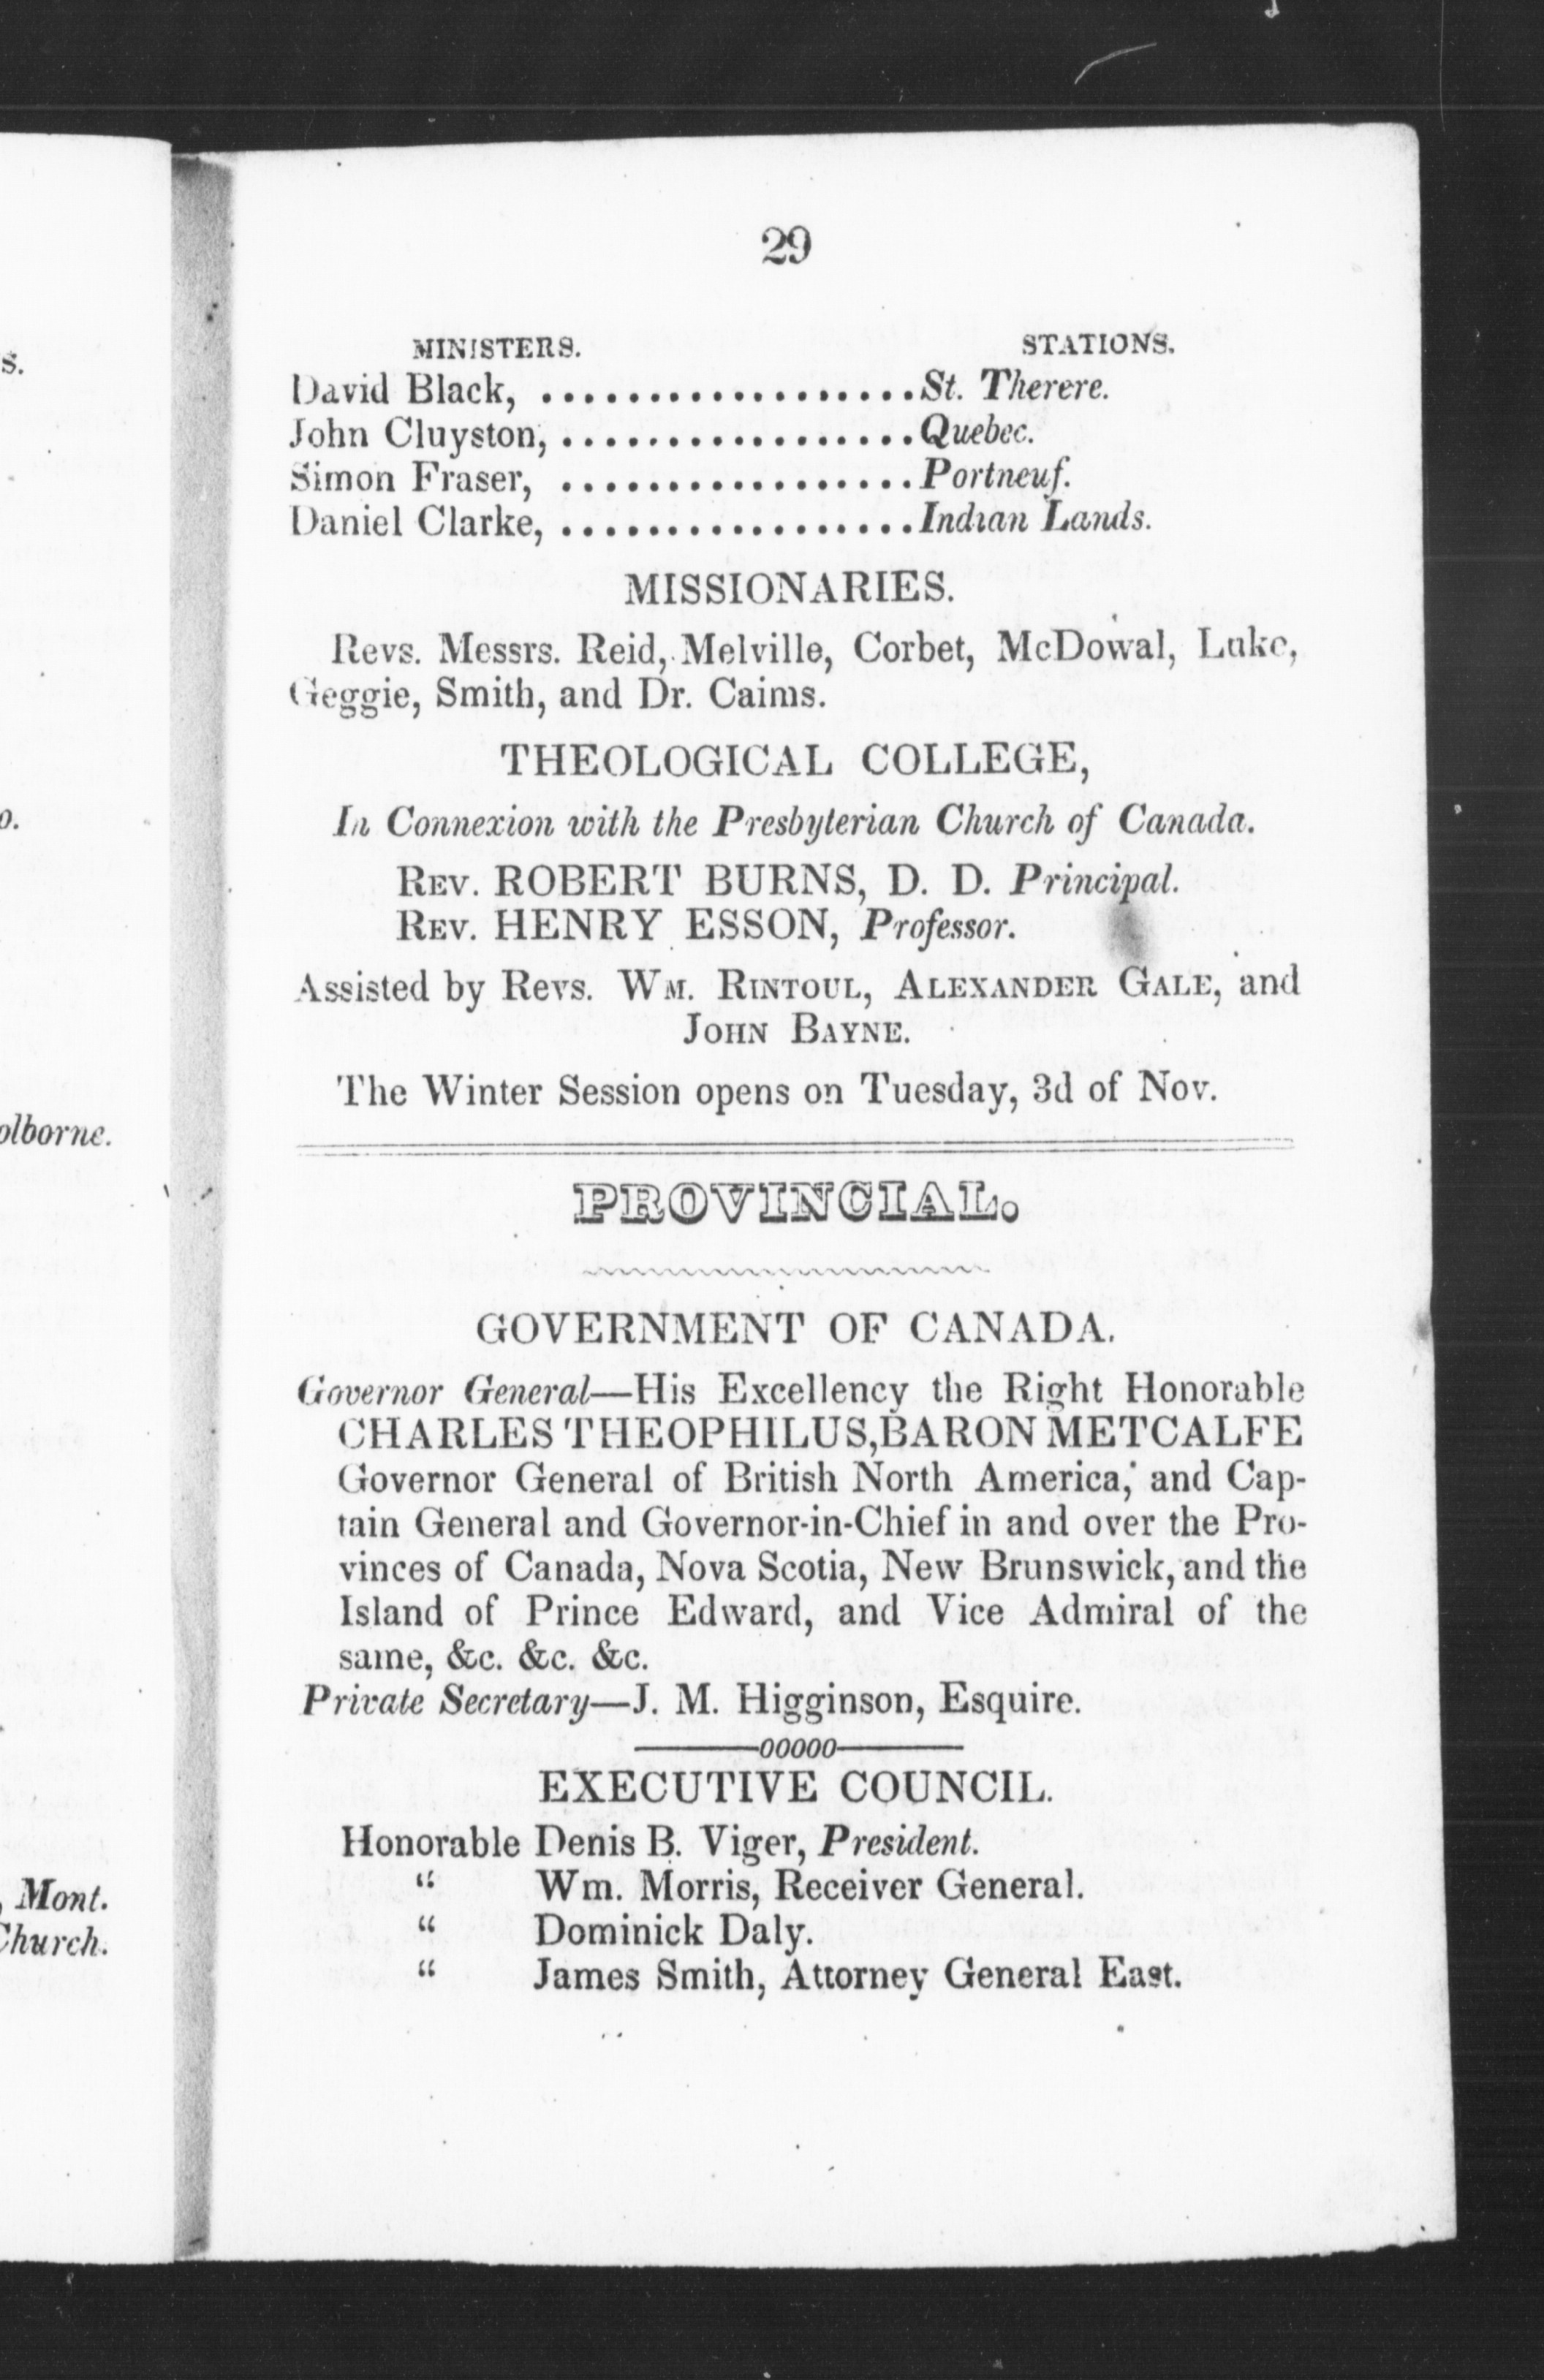 29
MINISTERS. STATIONS.
David Black, ...................St. Therere.
John Cluyston, ..................Quebec.
Simon Fraser, ..................Portneuf.
Daniel Clarke, ..................Indian Lands.
MISSIONARIES.
Revs. Messrs. Reid, Melville, Corbet, McDowal, Luke,
Geggie, Smith, and Dr. Caims.
THEOLOGICAL COLLEGE,
In Connexion with the Presbyterian Church of Canada.
Rev. ROBERT BURNS, D. D. Principal.
Rev. HENRY ESSON, Professor.
Assisted by Revs. Wm. Rintoul, Alexander Gale, and
John Bayne.
The Winter Session opens on Tuesday, 3d of Nov.
PROVINCIAL.
GOVERNMENT OF CANADA.
Governor General—His Excellency the Right Honorable
CHARLES THEOPHILUS, BARON METCALFE
Governor General of British North America, and Cap-
tain General and Governor-in-Chief in and over the Pro-
vinces of Canada, Nova Scotia, New Brunswick, and the
Island of Prince Edward, and Vice Admiral of the
same, &c. &c. &c.
Private Secretary—J. M. Higginson, Esquire.
00000
EXECUTIVE COUNCIL.
Honorable Denis B. Viger, President.
“ Wm. Morris, Receiver General.
“ Dominick Daly.
“ James Smith, Attorney General East.
s.
o.
olborne.
, Mont.
Church.